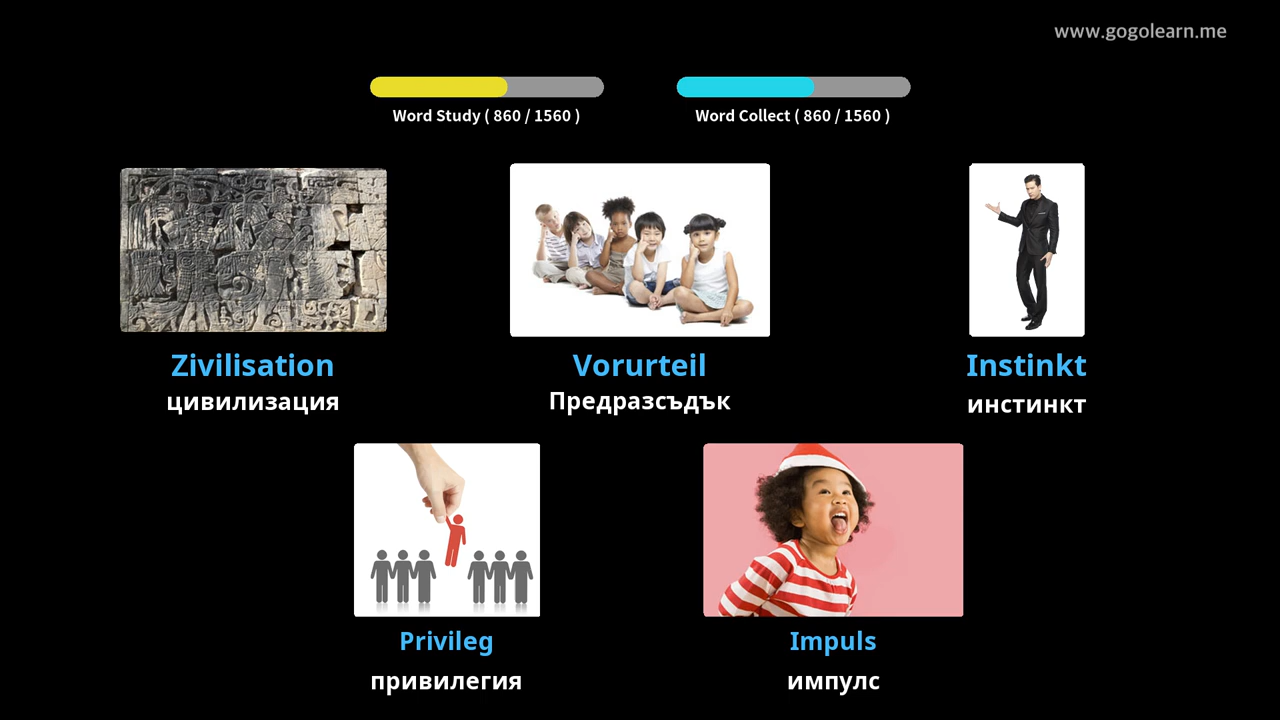 www.gogolearn.me
Word Study ( 860 / 1560 )
Word Collect ( 860 / 1560 )
Zivilisation
цивилизация
Vorurteil
Предразсъдък
Instinkt
инстинкт
Privileg
привилегия
Impuls
импулс